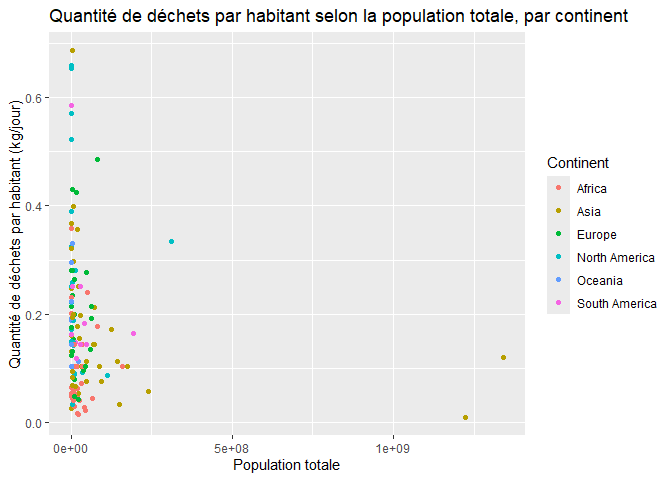 Quantité de déchets par habitant selon la population totale, par continent
Quantité de déchets par habitant (kg/jour)
0.6
0.4
0.2
0.0
0e+00
5e+08
1e+09
Population totale
Continent
Africa
Asia
Europe
North America
Oceania
South America